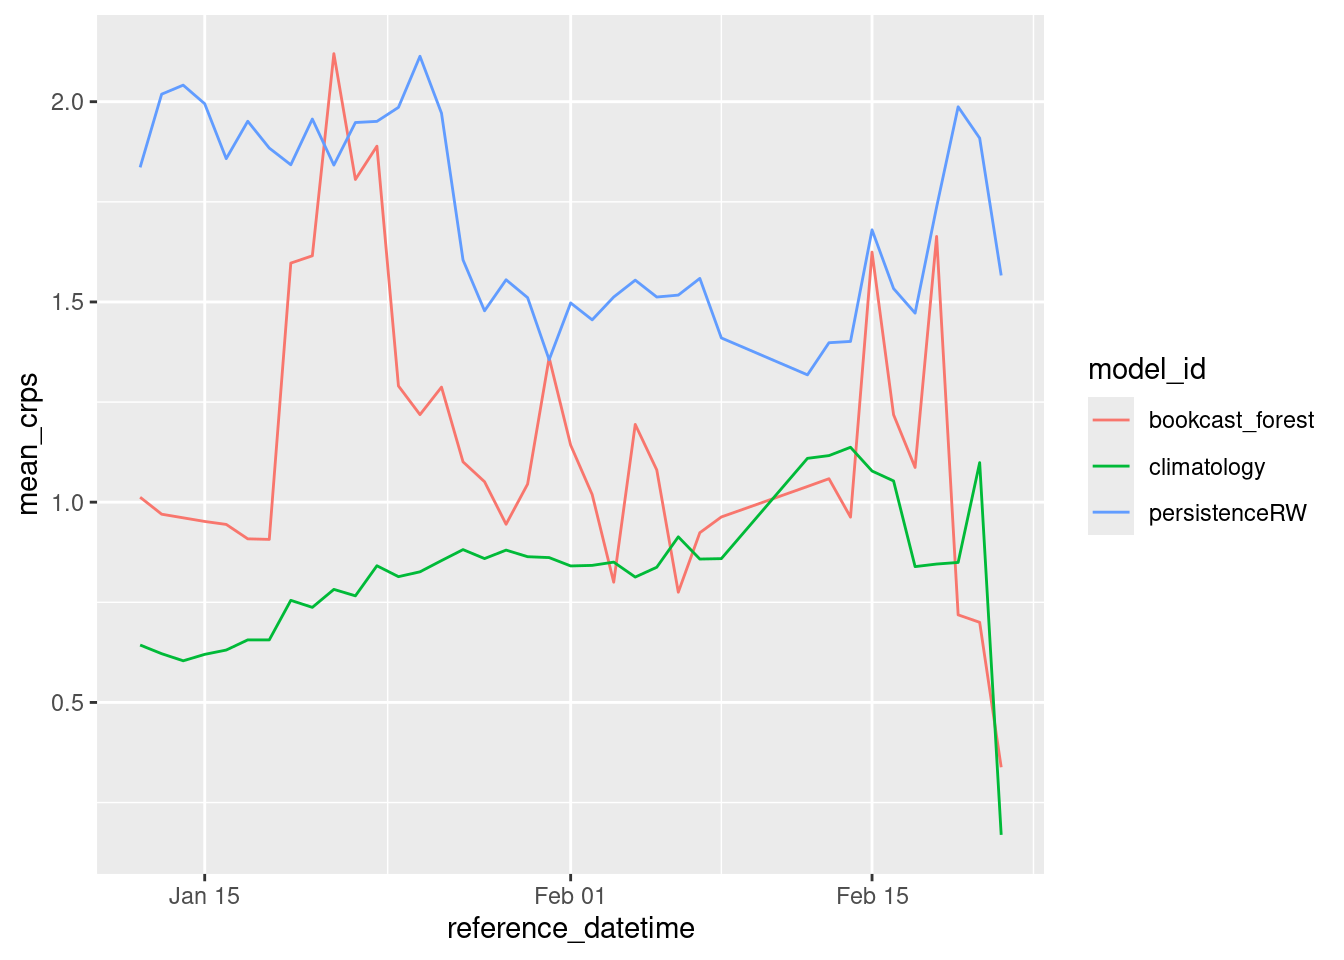 2.0
1.5
1.0
0.5
mean_crps
Jan 15
Feb 01
Feb 15
reference_datetime
model_id
bookcast_forest
climatology
persistenceRW